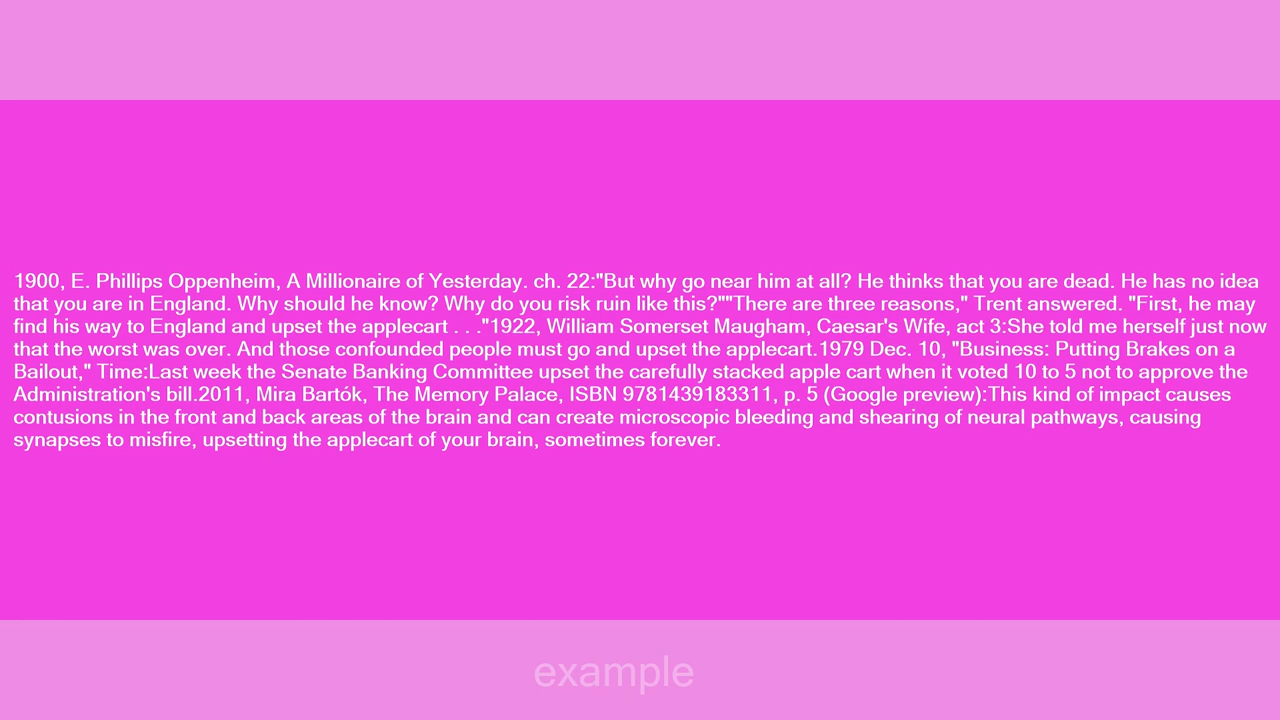 1900, E. Phillips Oppenheim, A Millionaire of Yesterday. ch. 22:"But why go near him at all? He thinks that you are dead. He has no idea
that you are in England. Why should he know? Why do you risk ruin like this?""There are three reasons," Trent answered. "First, he may
find his way to England and upset the applecart . . ."1922, William Somerset Maugham, Caesar's Wife, act 3:She told me herself just now
that the worst was over. And those confounded people must go and upset the applecart.1979 Dec. 10, "Business: Putting Brakes on a
Bailout," Time:Last week the Senate Banking Committee upset the carefully stacked apple cart when it voted 10 to 5 not to approve the
Administration's bill.2011, Mira Bartók, The Memory Palace, ISBN 9781439183311, p. 5 (Google preview):This kind of impact causes
contusions in the front and back areas of the brain and can create microscopic bleeding and shearing of neural pathways, causing
synapses to misfire, upsetting the applecart of your brain, sometimes forever.
example